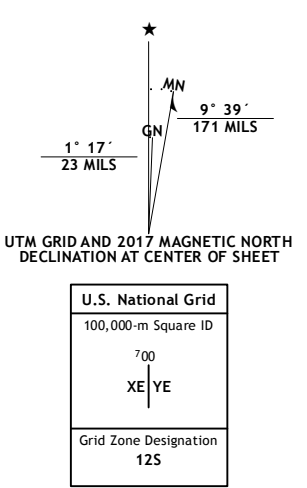 ★
MN
GN
9° 39´
171 MILS
1° 17´
23 MILS
UTM GRID AND 2017 MAGNETIC NORTH
DECLINATION AT CENTER OF SHEET
U.S. National Grid
100,000-m Square ID
⁷00
XE YE
Grid Zone Designation
12S